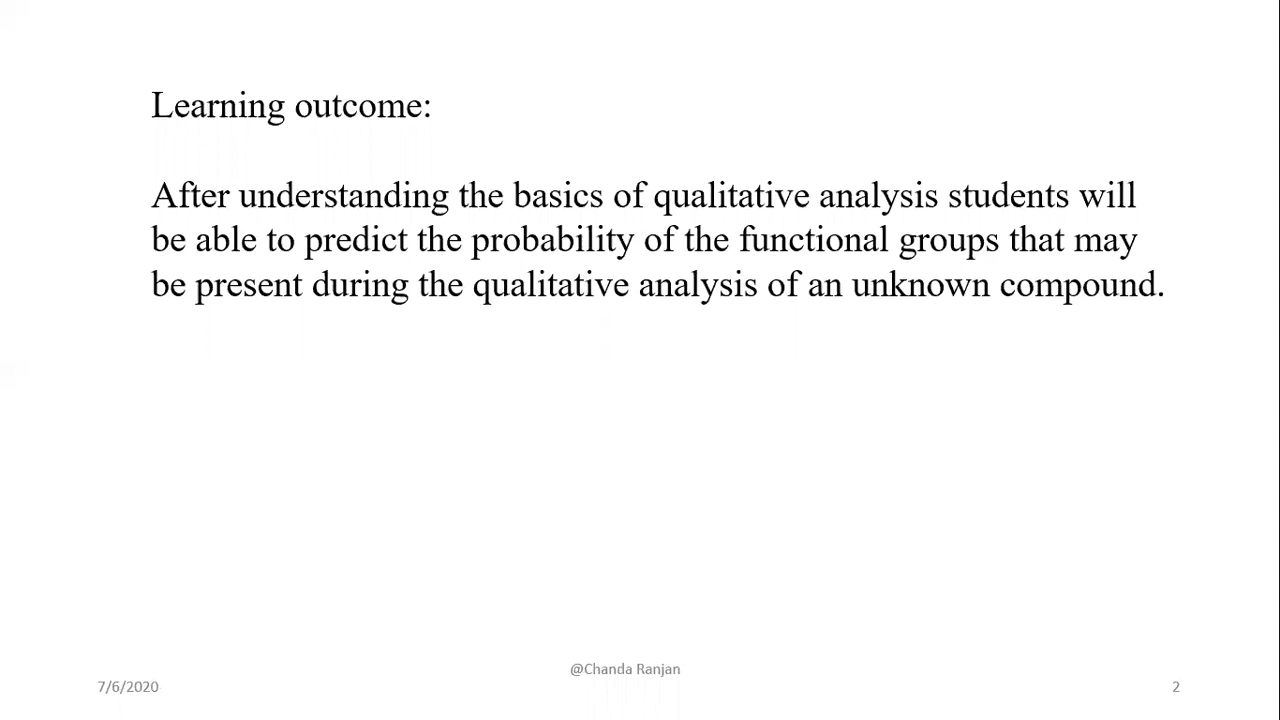 Learning outcome:
After understanding the basics of qualitative analysis students will
be able to predict the probability of the functional groups that may
be present during the qualitative analysis of an unknown compound.
@Chanda Ranjan
7/6/2020
2